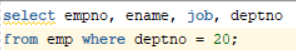 select empno, ename, job, deptno
from emp where deptno = 20;